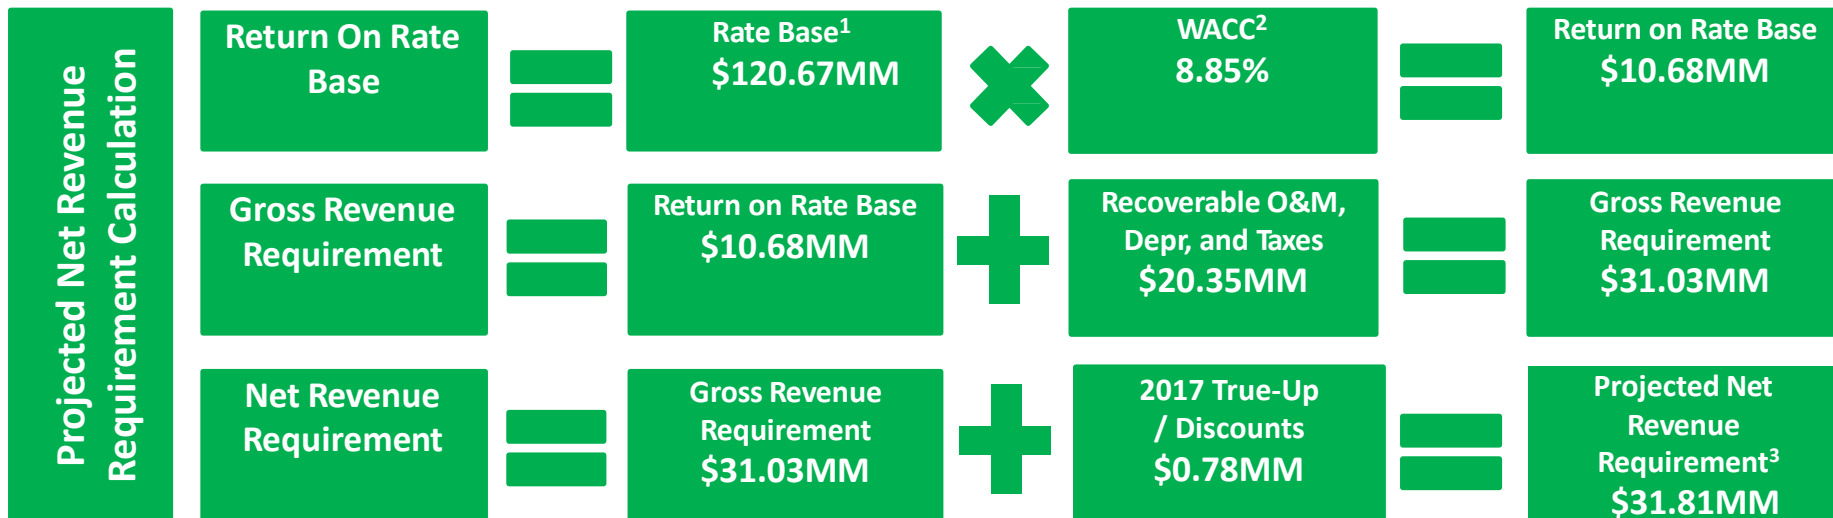 Projected Net Revenue
Requirement Calculation
Return On Rate
Base
Rate Base¹
$120.67MM
WACC²
8.85%
Return on Rate Base
$10.68MM
Gross Revenue
Requirement
Return on Rate Base
$10.68MM
Recoverable O&M,
Depr, and Taxes
$20.35MM
Gross Revenue
Requirement
$31.03MM
Net Revenue
Requirement
Gross Revenue
Requirement
$31.03MM
2017 True-Up
/ Discounts
$0.78MM
Projected Net
Revenue
Requirement³
$31.81MM